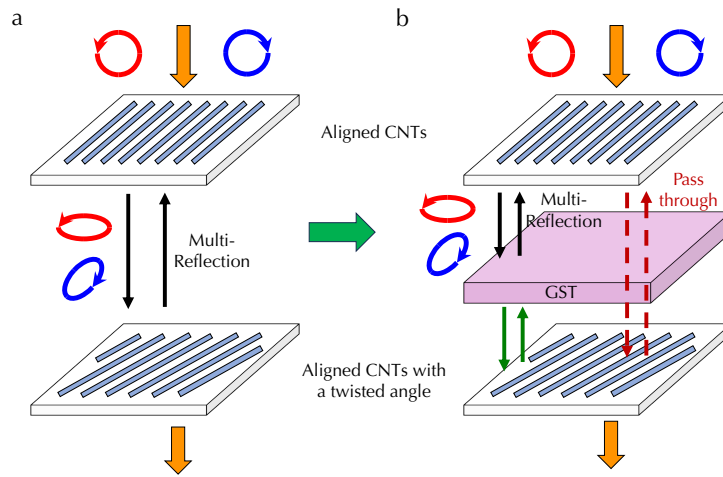 a
b
Aligned CNTs
Pass
through
Multi-
Reflection
Multi-
Reflection
GST
Aligned CNTs with
a twisted angle